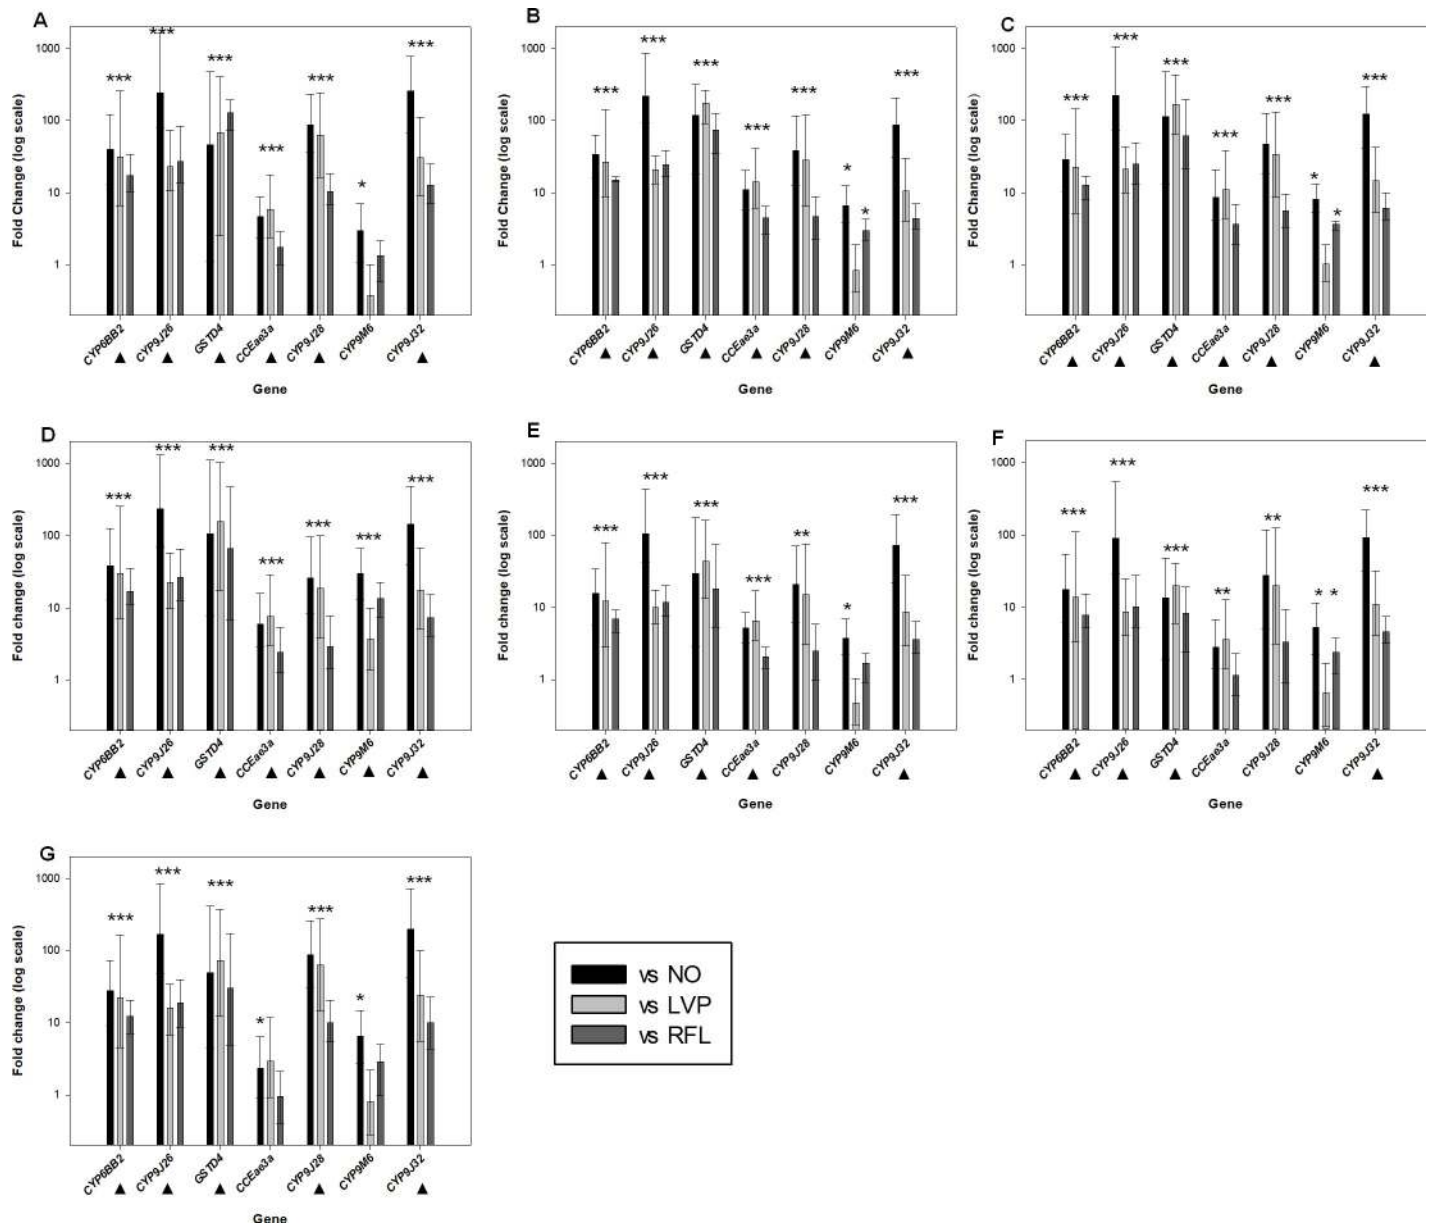 A
Fold Change (log scale)
1000
100
10
1
***
***
***
***
***
*
***
CYP6BB2
CYP9J26
GSTD4
CCEae3a
CYP9J28
CYP9M6
CYP9J32
Gene
B
Fold Change (log scale)
1000
100
10
1
***
***
***
***
***
*
*
***
CYP6BB2
CYP9J26
GSTD4
CCEae3a
CYP9J28
CYP9M6
CYP9J32
Gene
C
Fold Change (log scale)
1000
100
10
1
***
***
***
***
***
*
*
***
CYP6BB2
CYP9J26
GSTD4
CCEae3a
CYP9J28
CYP9M6
CYP9J32
Gene
D
Fold change (log scale)
1000
100
10
1
***
***
***
***
***
***
***
CYP6BB2
CYP9J26
GSTD4
CCEae3a
CYP9J28
CYP9M6
CYP9J32
Gene
E
Fold change (log scale)
1000
100
10
1
***
***
***
***
**
*
***
CYP6BB2
CYP9J26
GSTD4
CCEae3a
CYP9J28
CYP9M6
CYP9J32
Gene
F
Fold change (log scale)
1000
100
10
1
***
***
***
**
**
* *
***
CYP6BB2
CYP9J26
GSTD4
CCEae3a
CYP9J28
CYP9M6
CYP9J32
Gene
G
Fold change (log scale)
1000
100
10
1
***
***
***
*
***
*
***
CYP6BB2
CYP9J26
GSTD4
CCEae3a
CYP9J28
CYP9M6
CYP9J32
Gene
vs NO
vs LVP
vs RFL